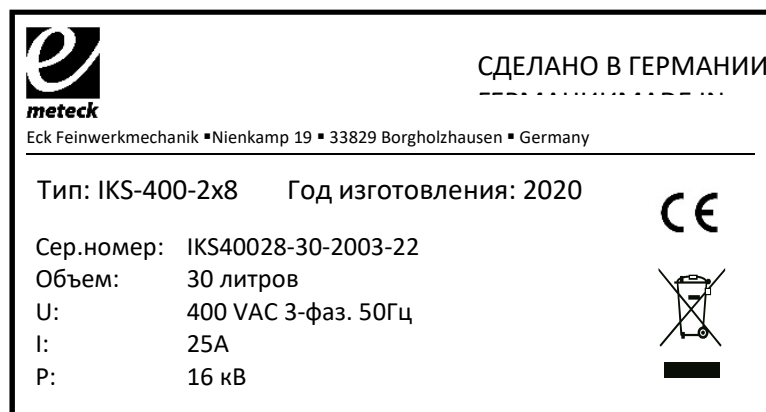 СДЕЛАНО В ГЕРМАНИИ
meteck
Eck Feinwerkmechanik ▪Nienkamp 19 ▪ 33829 Borgholzhausen ▪ Germany
Тип: IKS-400-2x8 Год изготовления: 2020
Сер.номер: IKS40028-30-2003-22
Объем: 30 литров
U: 400 VAC 3-фаз. 50Гц
I: 25A
P: 16 кВ
CE